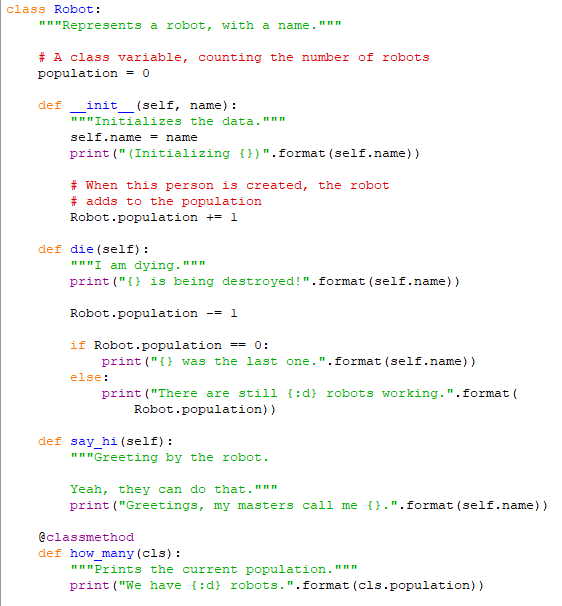 class Robot:
    """Represents a robot, with a name."""

    # A class variable, counting the number of robots
    population = 0

    def __init__(self, name):
        """Initializes the data."""
        self.name = name
        print("(Initializing {})".format(self.name))

        # When this person is created, the robot
        # adds to the population
        Robot.population += 1

    def die(self):
        """I am dying."""
        print("{} is being destroyed!".format(self.name))

        Robot.population -= 1

        if Robot.population == 0:
            print("{} was the last one.".format(self.name))
        else:
            print("There are still {:d} robots working.".format(
                Robot.population))

    def say_hi(self):
        """Greeting by the robot.

        Yeah, they can do that."""
        print("Greetings, my masters call me {}.".format(self.name))

    @classmethod
    def how_many(cls):
        """Prints the current population."""
        print("We have {:d} robots.".format(cls.population))